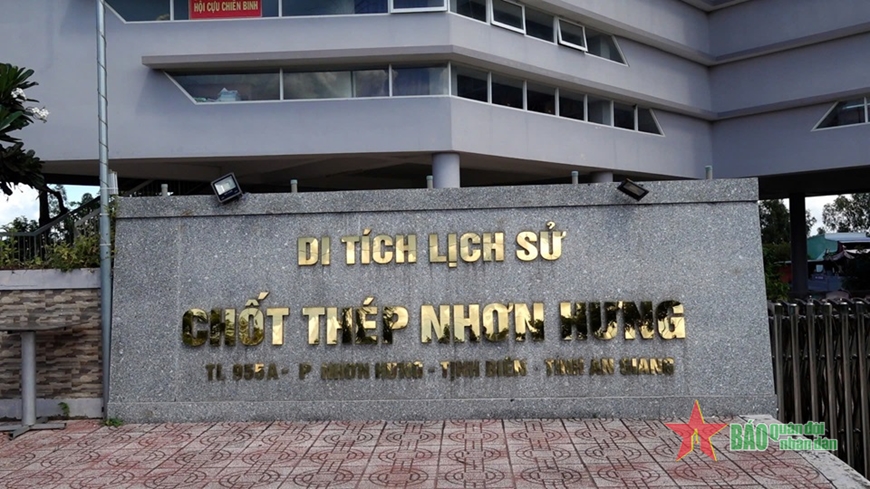 HỘI CỰU CHIẾN BINH
DI TÍCH LỊCH SỬ
CHỐT THÉP NHƠN HƯNG
TL 955A - P NHƠN HƯNG - TỊNH BIÊN - TỈNH AN GIANG
BÁO quân đội nhân dân